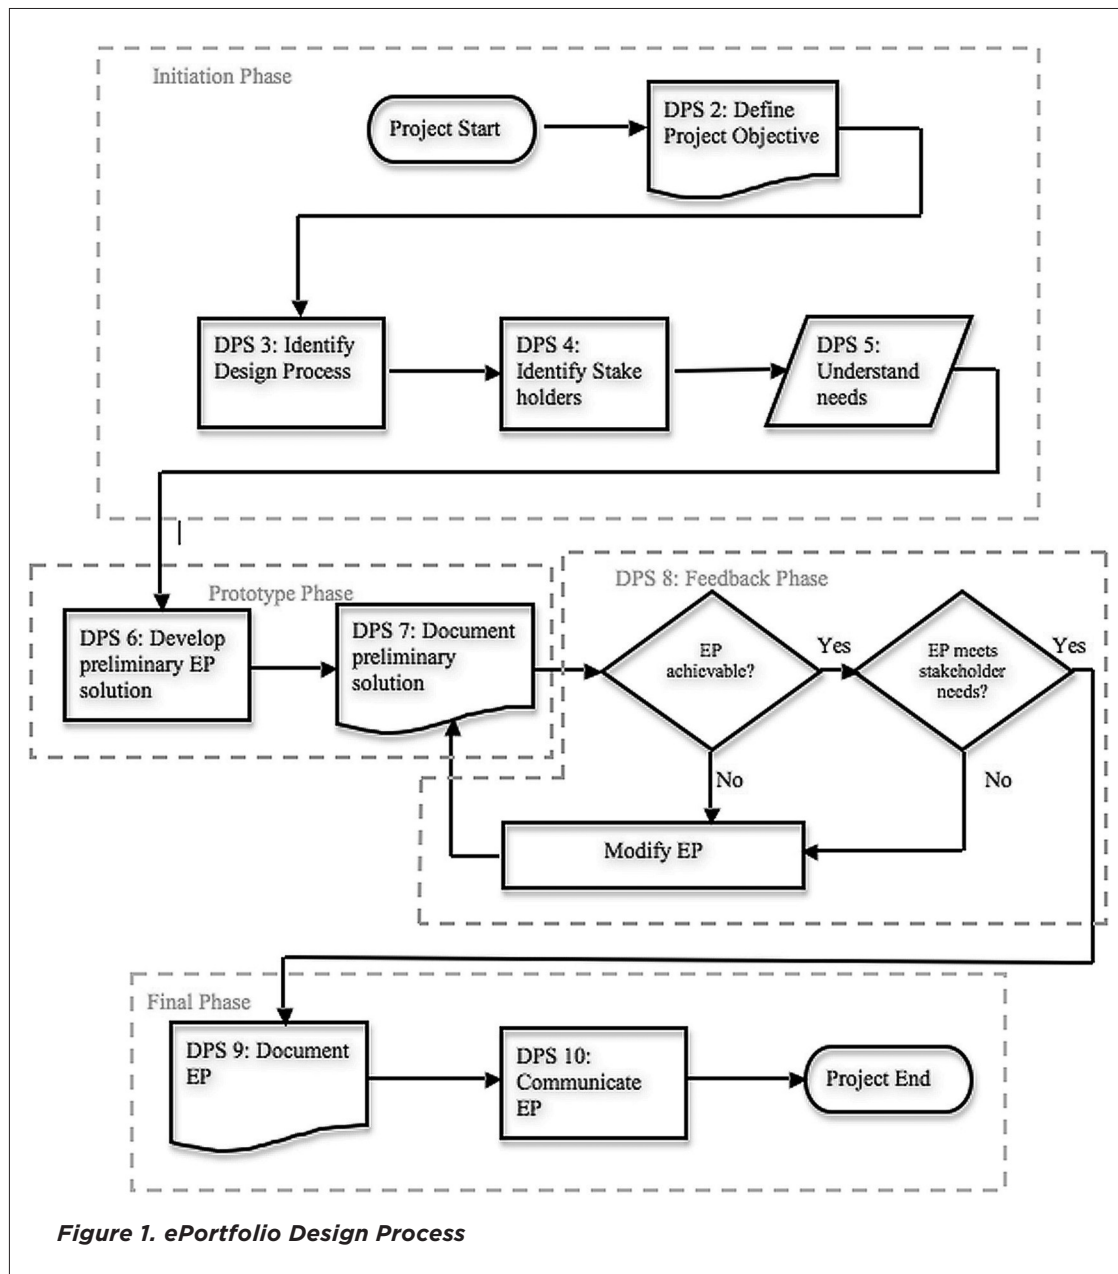 Initiation Phase
Project Start
DPS 2: Define
Project Objective
DPS 3: Identify
Design Process
DPS 4:
Identify Stake
holders
DPS 5:
Understand
needs
Prototype Phase
DPS 6: Develop
preliminary EP
solution
DPS 7: Document
preliminary
solution
DPS 8: Feedback Phase
EP
achievable?
Yes
EP meets
stakeholder
needs?
Yes
No
No
Modify EP
Final Phase
DPS 9: Document
EP
DPS 10:
Communicate
EP
Project End
Figure 1. ePortfolio Design Process